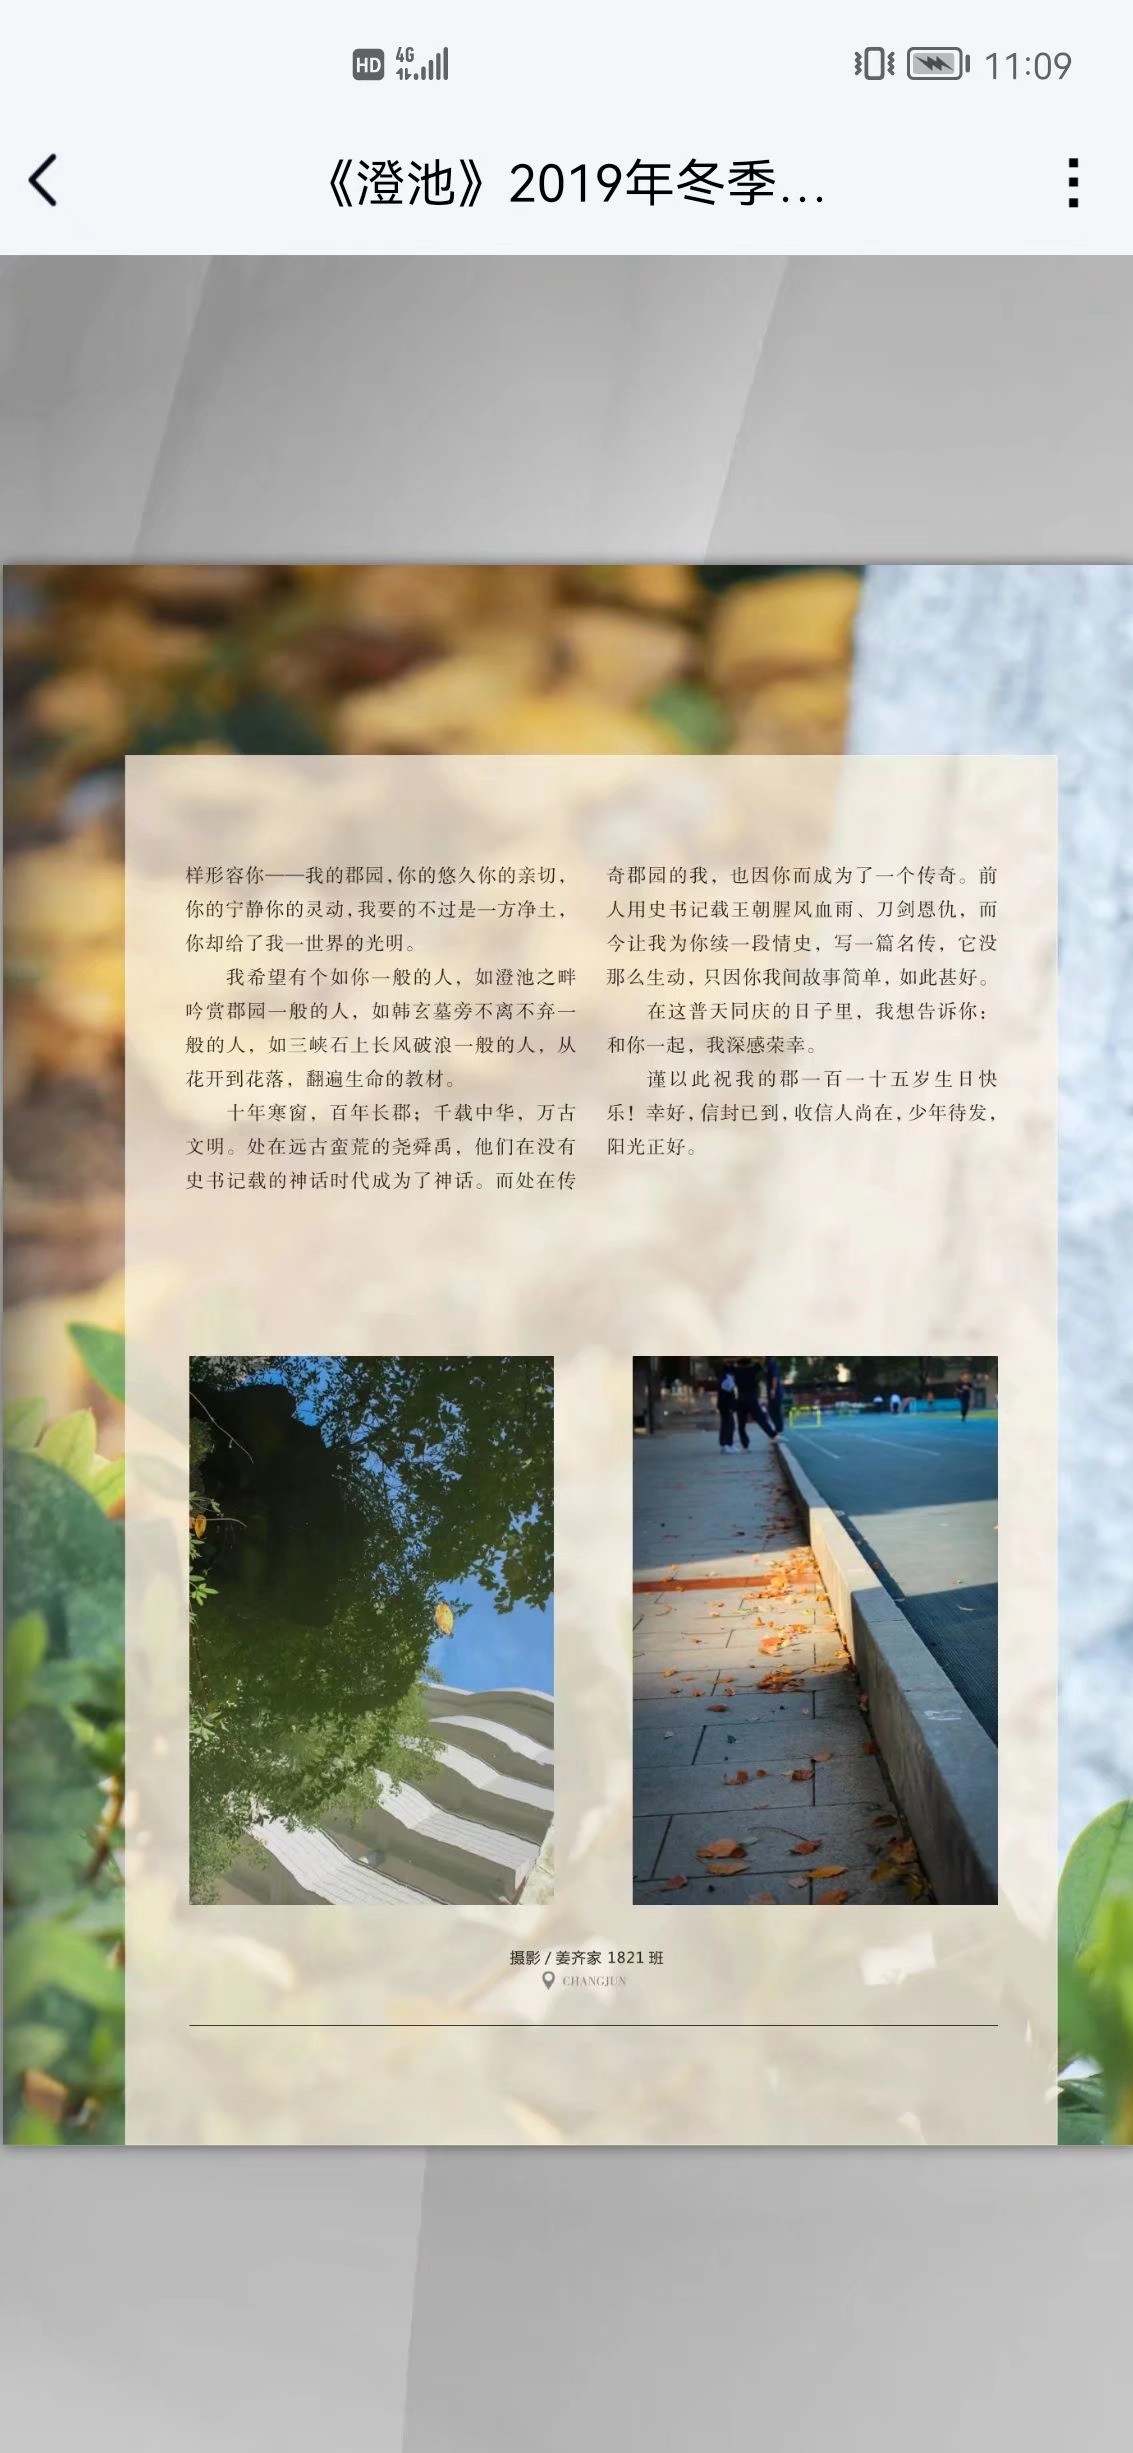 HD 4G 11:09
《澄池》2019年冬季...
样形容你——我的郡园,你的悠久你的亲切，
你的宁静你的灵动,我要的不过是一方净土，
你却给了我一世界的光明。
我希望有个如你一般的人，如澄池之畔
吟赏郡园一般的人，如韩玄墓旁不离不弃一
般的人，如三峡石上长风破浪一般的人，从
花开到花落，翻遍生命的教材。
十年寒窗，百年长郡；千载中华，万古
文明。处在远古蛮荒的尧舜禹，他们在没有
史书记载的神话时代成为了神话。而处在传
奇郡园的我，也因你而成为了一个传奇。前
人用史书记载王朝腥风血雨、刀剑恩仇，而
今让我为你续一段情史，写一篇名传，它没
那么生动，只因你我间故事简单，如此甚好。
在这普天同庆的日子里，我想告诉你：
和你一起，我深感荣幸。
谨以此祝我的郡一百一十五岁生日快
乐！幸好,信封已到,收信人尚在,少年待发，
阳光正好。
摄影 / 姜齐家 1821 班
CHANGJUN